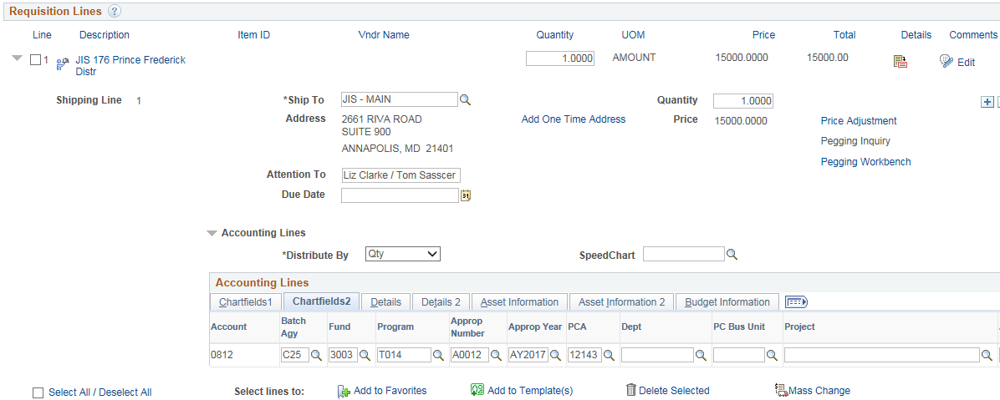 Requisition Lines ?
Line Description Item ID Vndr Name Quantity UOM Price Total Details Comments
1 JIS 176 Prince Frederick Distr 1.0000 AMOUNT 15000.0000 15000.00 Edit
Shipping Line 1 *Ship To JIS - MAIN Quantity 1.0000
Address 2661 RIVA ROAD Add One Time Address Price 15000.0000 Price Adjustment
SUITE 900
ANNAPOLIS, MD 21401 Pegging Inquiry
Pegging Workbench
Attention To Liz Clarke / Tom Sasscer
Due Date 31
Accounting Lines
*Distribute By Qty SpeedChart
Accounting Lines
Chartfields1 Chartfields2 Details Details 2 Asset Information Asset Information 2 Budget Information
Account Batch Agy Fund Program Approp Number Approp Year PCA Dept PC Bus Unit Project
0812 C25 3003 T014 A0012 AY2017 12143
Select All / Deselect All Select lines to: Add to Favorites Add to Template(s) Delete Selected Mass Change